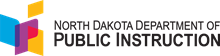 NORTH DAKOTA DEPARTMENT OF
PUBLIC INSTRUCTION